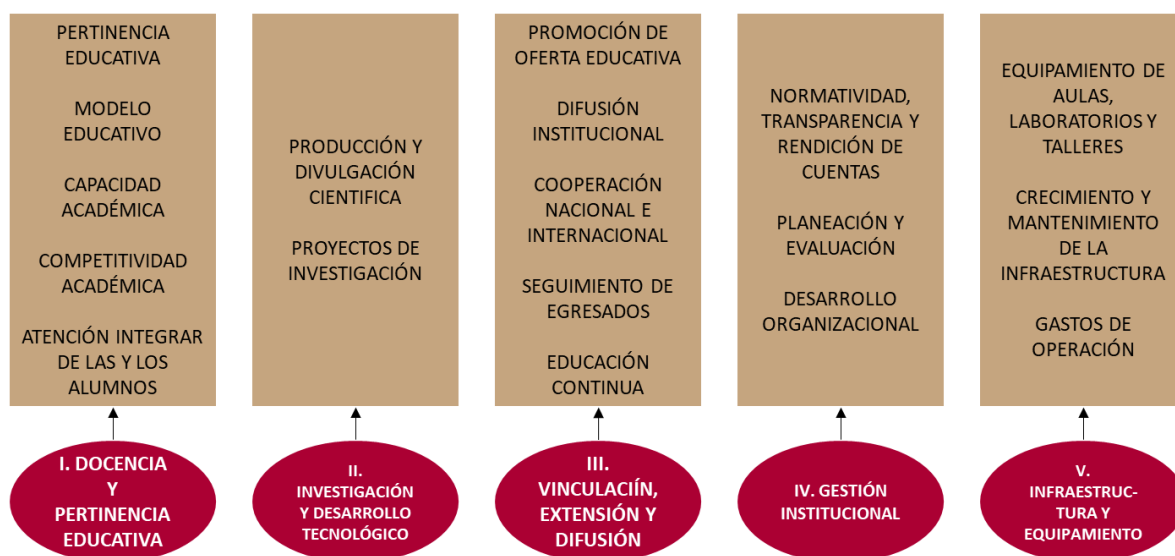 PERTINENCIA
EDUCATIVA
MODELO
EDUCATIVO
CAPACIDAD
ACADÉMICA
COMPETITIVIDAD
ACADÉMICA
ATENCIÓN INTEGRAR
DE LAS Y LOS
ALUMNOS
PRODUCCIÓN Y
DIVULGACIÓN
CIENTIFICA
PROYECTOS DE
INVESTIGACIÓN
PROMOCIÓN DE
OFERTA EDUCATIVA
DIFUSIÓN
INSTITUCIONAL
COOPERACIÓN
NACIONAL E
INTERNACIONAL
SEGUIMIENTO DE
EGRESADOS
EDUCACIÓN
CONTINUA
NORMATIVIDAD,
TRANSPARENCIA Y
RENDICIÓN DE
CUENTAS
PLANEACIÓN Y
EVALUACIÓN
DESARROLLO
ORGANIZACIONAL
EQUIPAMIENTO DE
AULAS,
LABORATORIOS Y
TALLERES
CRECIMIENTO Y
MANTENIMIENTO
DE LA
INFRAESTRUCTURA
GASTOS DE
OPERACIÓN
I. DOCENCIA
Y
PERTINENCIA
EDUCATIVA
II.
INVESTIGACIÓN
Y DESARROLLO
TECNOLÓGICO
III.
VINCULACIÍN,
EXTENSIÓN Y
DIFUSIÓN
IV. GESTIÓN
INSTITUCIONAL
V.
INFRAESTRUC-
TURA Y
EQUIPAMIENTO